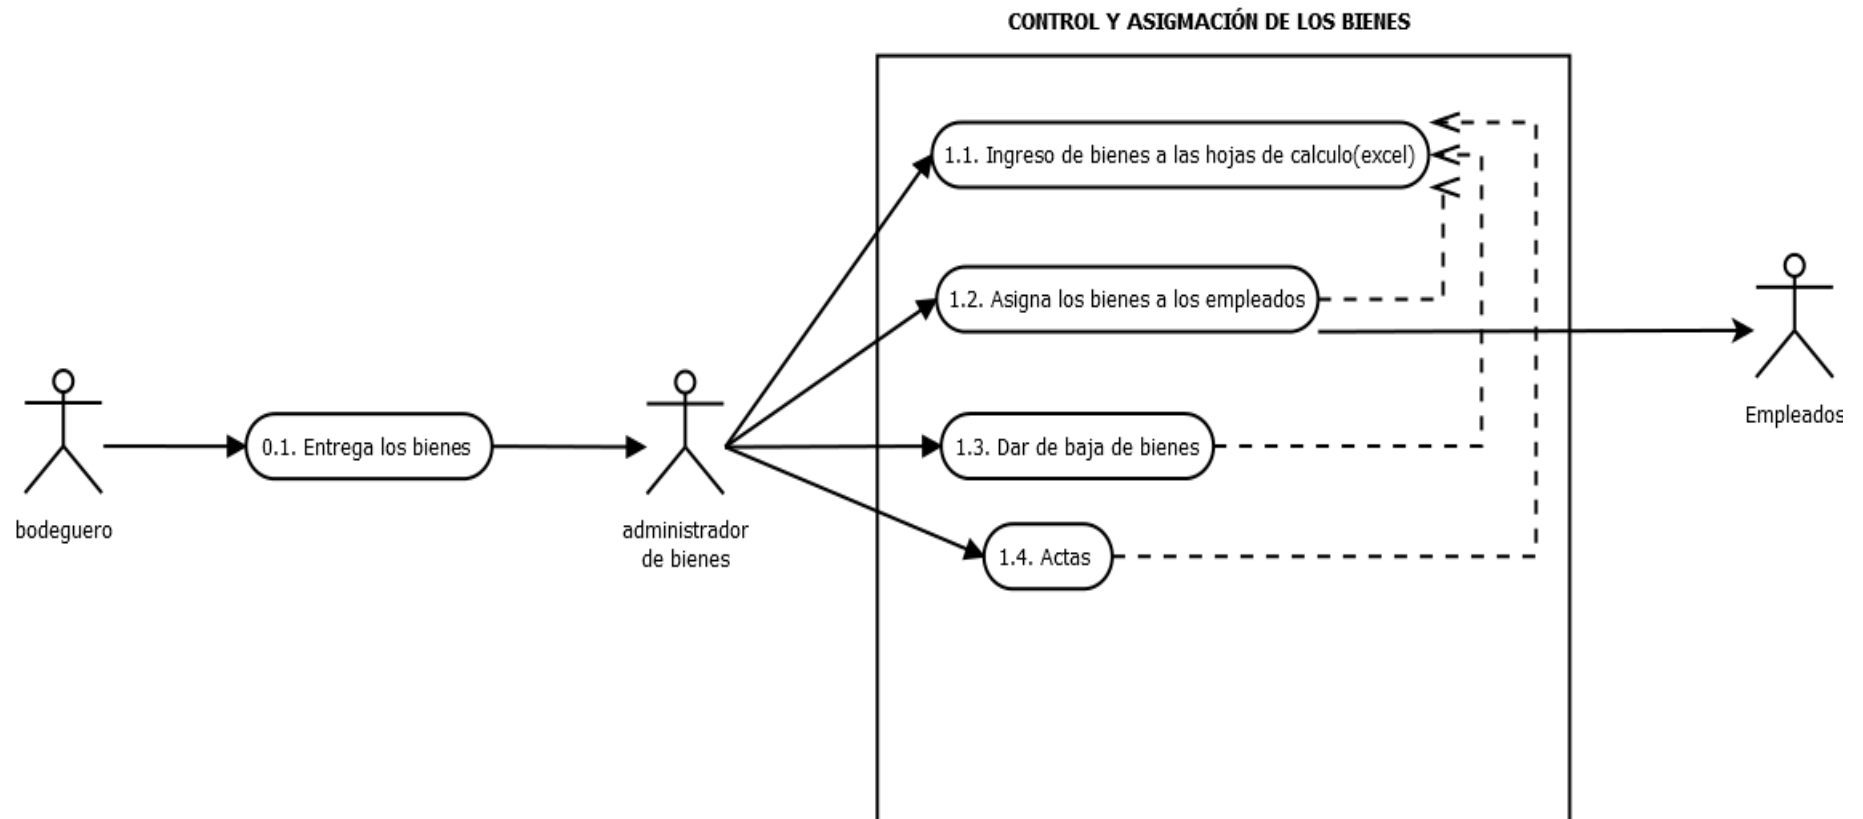 CONTROL Y ASIGMACIÓN DE LOS BIENES
1.1. Ingreso de bienes a las hojas de calculo(excel)
1.2. Asigna los bienes a los empleados
Empleados
0.1. Entrega los bienes
1.3. Dar de baja de bienes
bodeguero
administrador
de bienes
1.4. Actas